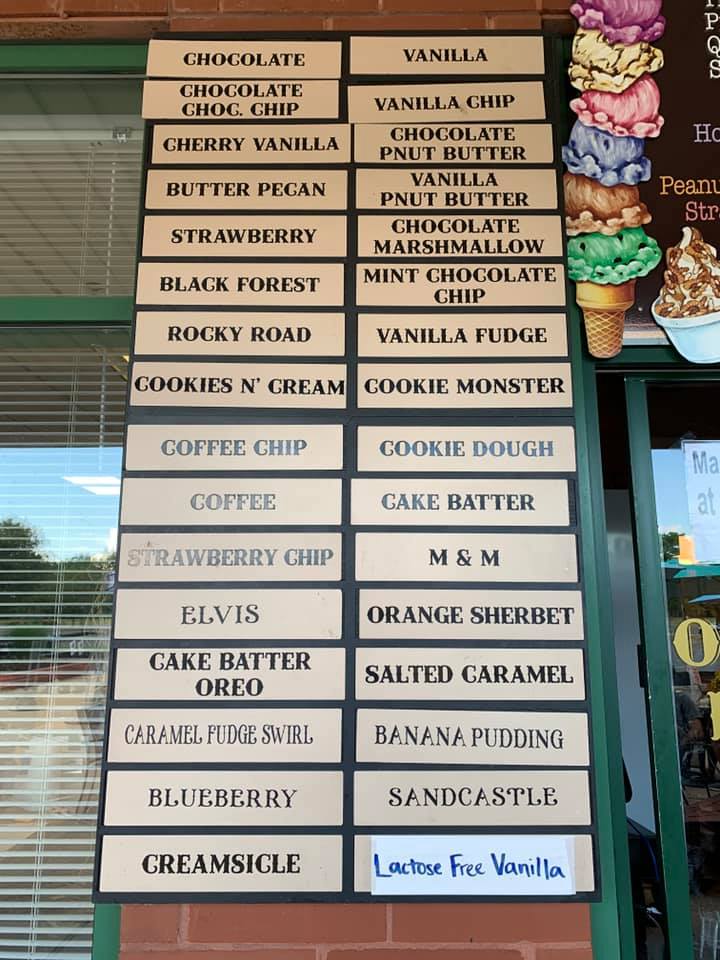 CHOCOLATE
VANILLA
CHOCOLATE
CHOC. CHIP
VANILLA CHIP
CHERRY VANILLA
CHOCOLATE
PNUT BUTTER
BUTTER PECAN
VANILLA
PNUT BUTTER
STRAWBERRY
CHOCOLATE
MARSHMALLOW
BLACK FOREST
MINT CHOCOLATE
CHIP
ROCKY ROAD
VANILLA FUDGE
COOKIES N' CREAM
COOKIE MONSTER
COFFEE CHIP
COOKIE DOUGH
COFFEE
CAKE BATTER
STRAWBERRY CHIP
M & M
ELVIS
ORANGE SHERBET
CAKE BATTER
OREO
SALTED CARAMEL
CARAMEL FUDGE SWIRL
BANANA PUDDING
BLUEBERRY
SANDCASTLE
CREAMSICLE
Lactose Free Vanilla
at